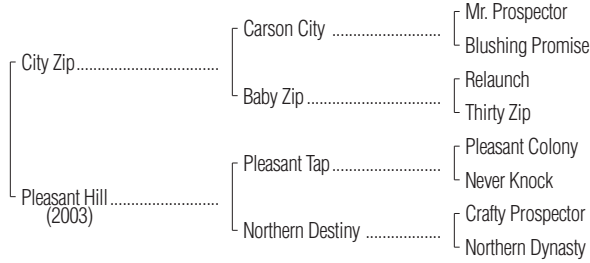 Mr. Prospector
Carson City ......................
Blushing Promise
City Zip..............................
Relaunch
Baby Zip...........................
Thirty Zip
Pleasant Colony
Pleasant Tap......................
Never Knock
Pleasant Hill.......................
(2003)
Crafty Prospector
Northern Destiny ...............
Northern Dynasty